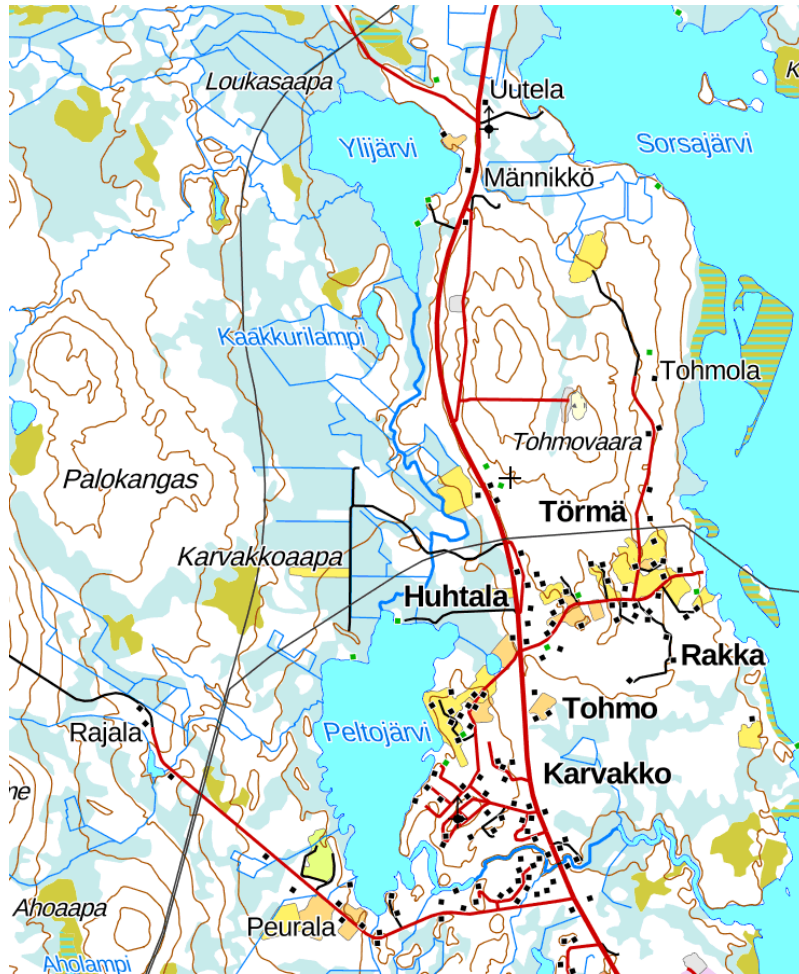 Loukasaapa
Uutela
K
Ylijärvi
Sorsajärvi
Männikkö
Kaakkurilampi
Tohmola
Tohmovaara
Palokangas
Törmä
Karvakkoaapa
Huhtala
Rakka
Tohmo
Rajala
Peltojärvi
Karvakko
me
Ahoaapa
Peurala
Aholampi